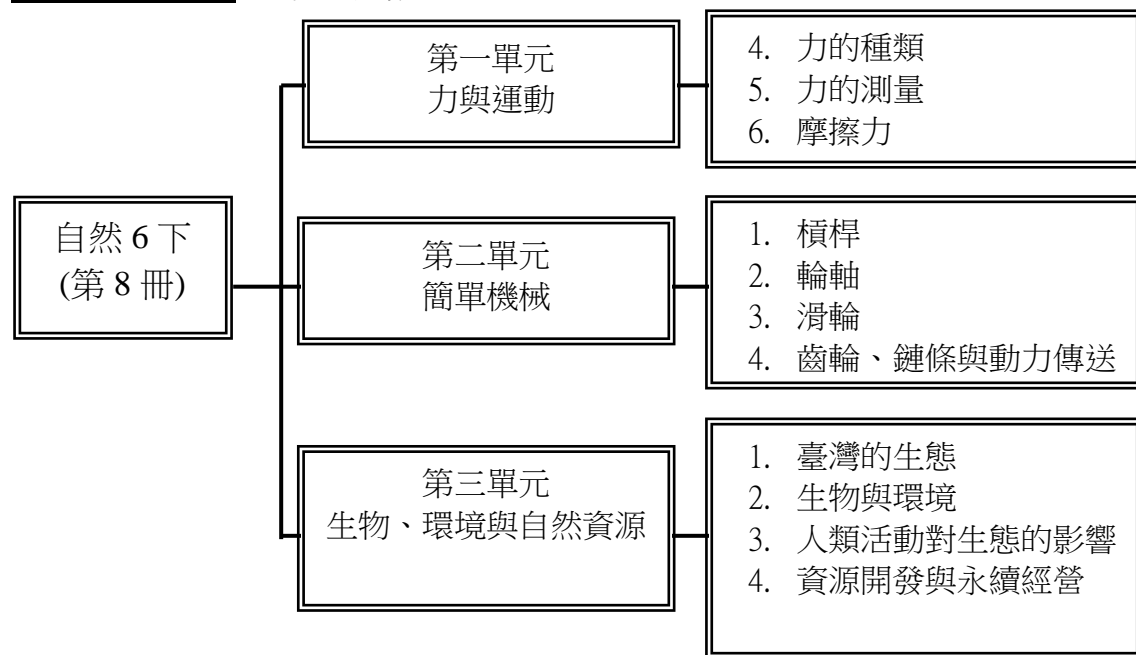 自然 6 下
(第 8 冊)
第一單元
力與運動
4. 力的種類
5. 力的測量
6. 摩擦力
第二單元
簡單機械
1. 槓桿
2. 輪軸
3. 滑輪
4. 齒輪、鏈條與動力傳送
第三單元
生物、環境與自然資源
1. 臺灣的生態
2. 生物與環境
3. 人類活動對生態的影響
4. 資源開發與永續經營